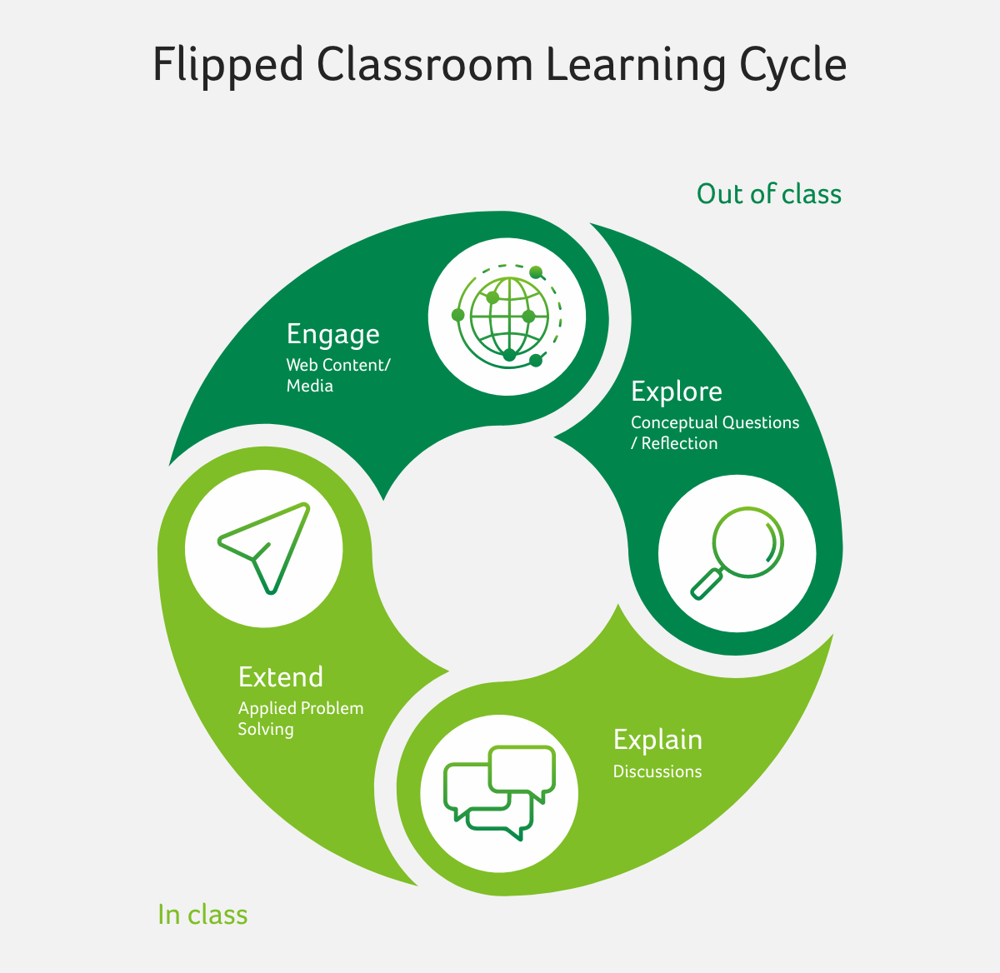 Flipped Classroom Learning Cycle
Out of class
Engage
Web Content/
Media
Explore
Conceptual Questions
/ Reflection
Extend
Applied Problem
Solving
Explain
Discussions
In class